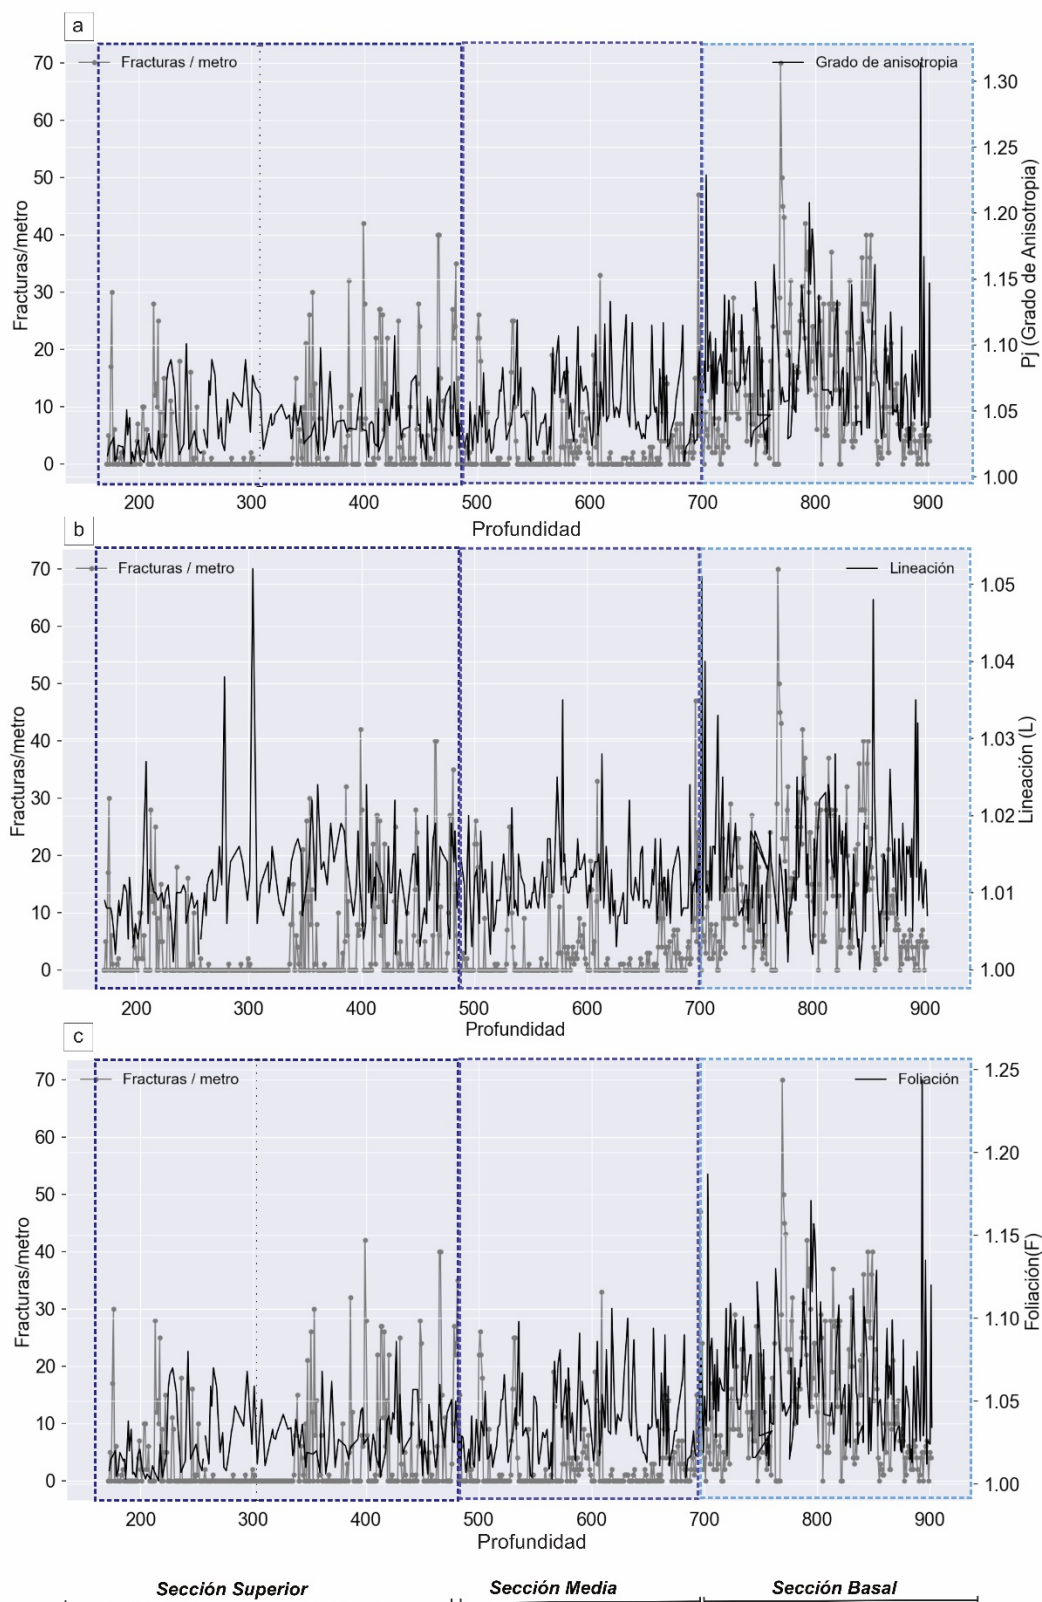 a
Fracturas / metro
Grado de anisotropia
70
60
50
40
30
20
10
0
Fracturas/metro
1.30
1.25
1.20
1.15
1.10
1.05
1.00
Pj (Grado de Anisotropia)
200 300 400 500 600 700 800 900
Profundidad
b
Fracturas / metro
Lineación
70
60
50
40
30
20
10
0
Fracturas/metro
1.05
1.04
1.03
1.02
1.01
1.00
Lineación (L)
200 300 400 500 600 700 800 900
Profundidad
c
Fracturas / metro
Foliación
70
60
50
40
30
20
10
0
Fracturas/metro
1.25
1.20
1.15
1.10
1.05
1.00
Foliación(F)
200 300 400 500 600 700 800 900
Profundidad
Sección Superior Sección Media Sección Basal